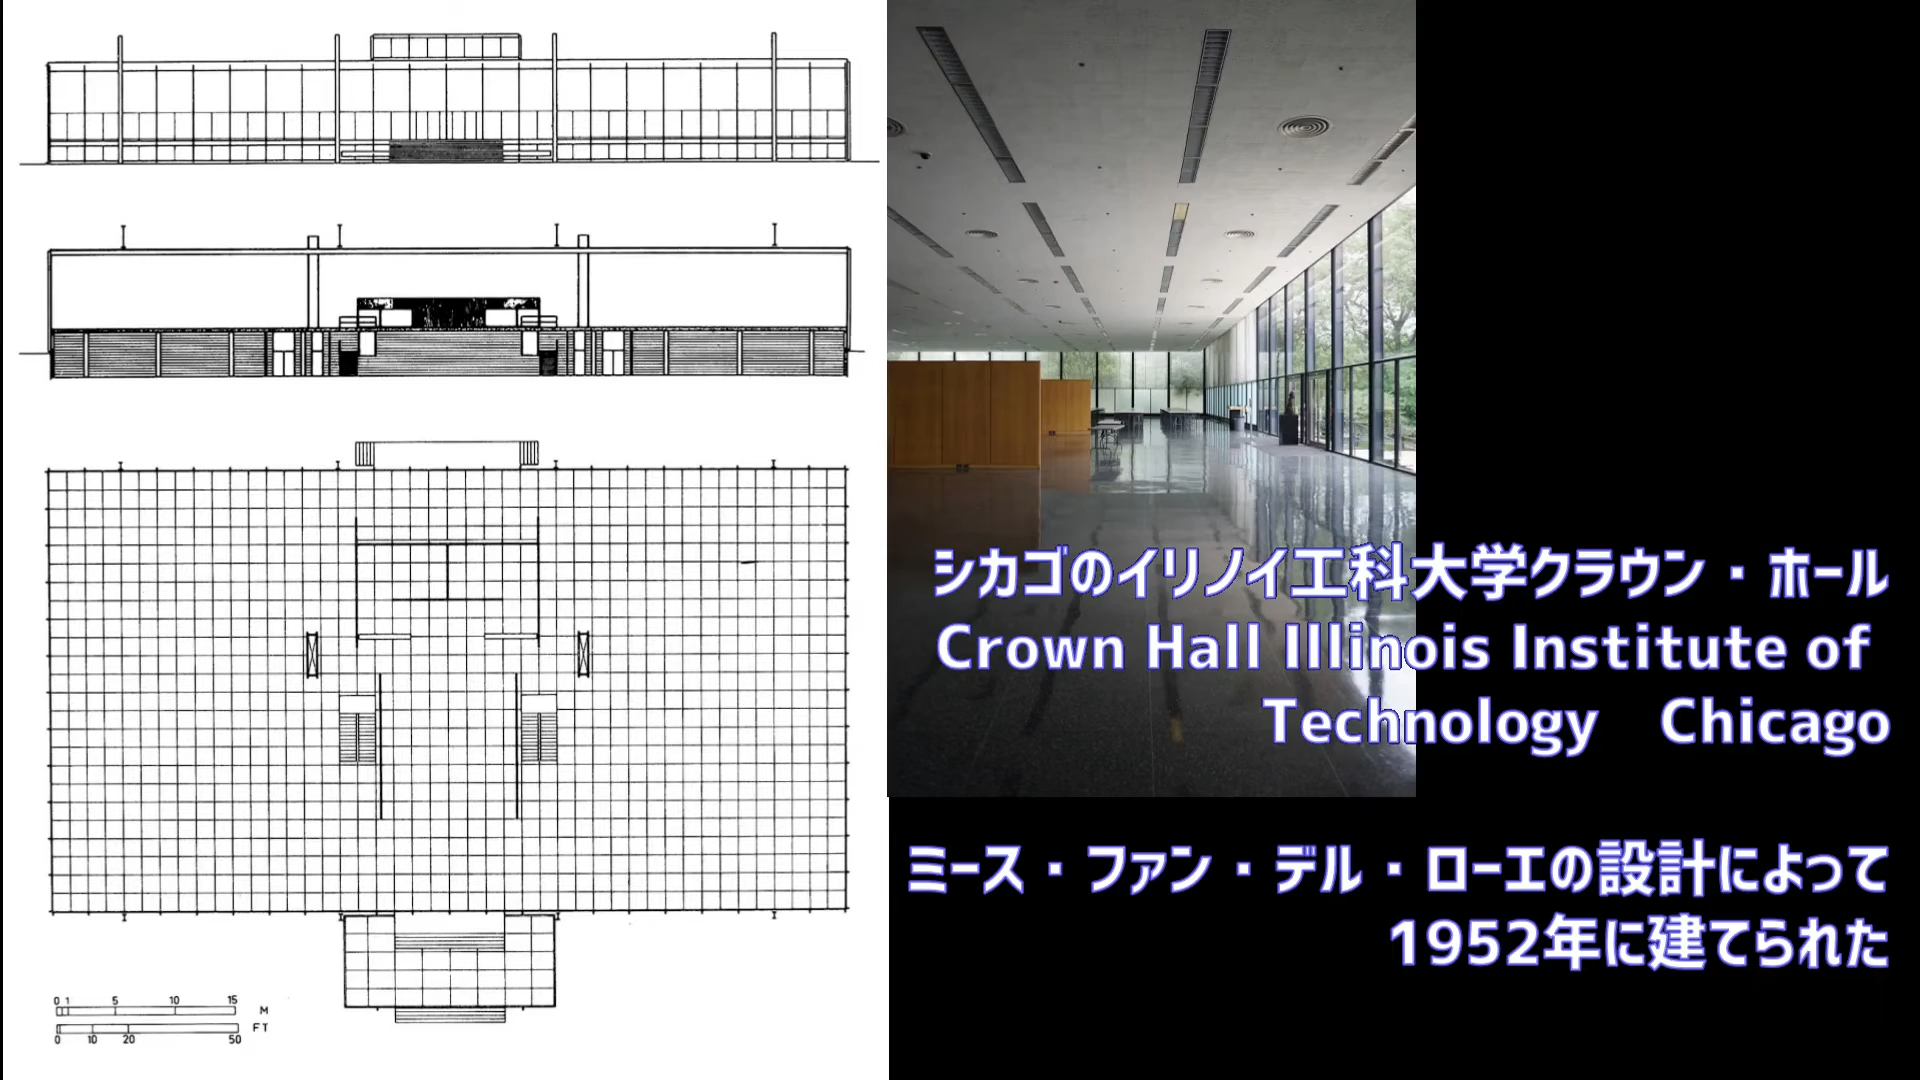 シカゴのイリノイ工科大学クラウン・ホール
Crown Hall Illinois Institute of
Technology　Chicago
ミース・ファン・デル・ローエの設計によって
1952年に建てられた
0 1 5 10 15
M
FT
0 10 20 50